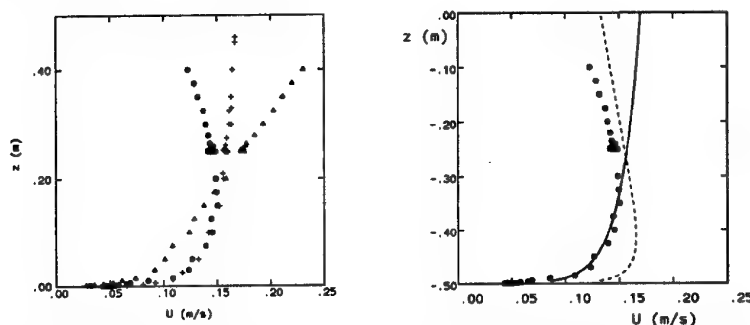 .40
.20
.00
z (m)
.00 .05 .10 .15 .20 .25
U (m/s)
.00
z (m)
-.10
-.20
-.30
-.40
-.50
.00 .05 .10 .15 .20 .25
U (m/s)